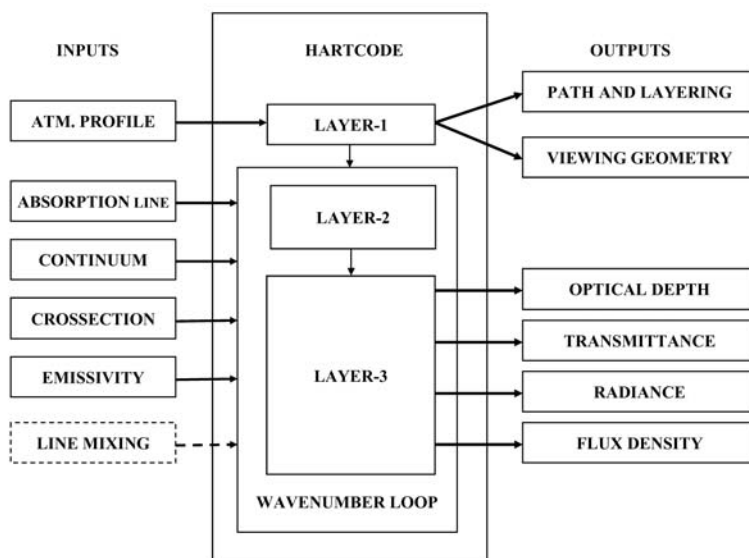 INPUTS
HARTCODE
OUTPUTS
ATM. PROFILE
LAYER-1
PATH AND LAYERING
VIEWING GEOMETRY
ABSORPTION LINE
CONTINUUM
CROSSECTION
EMISSIVITY
LINE MIXING
LAYER-2
LAYER-3
WAVENUMBER LOOP
OPTICAL DEPTH
TRANSMITTANCE
RADIANCE
FLUX DENSITY